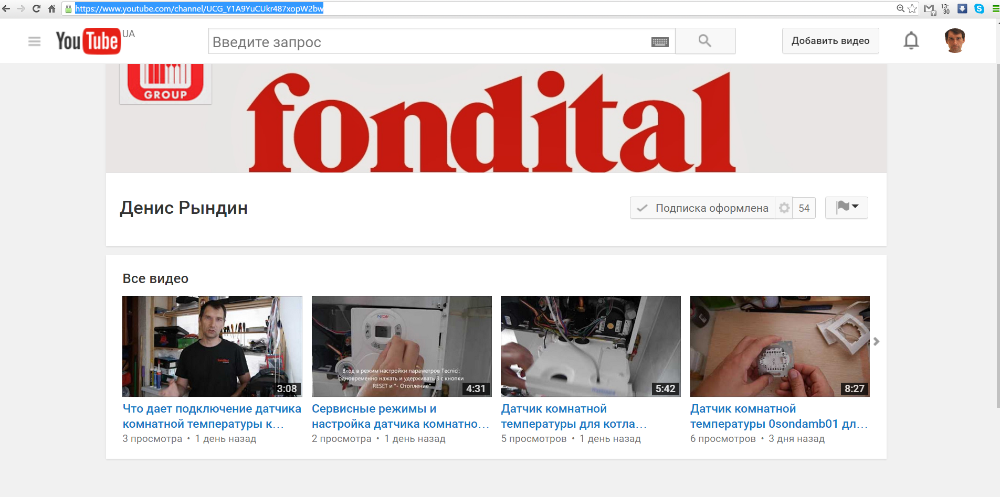 https://www.youtube.com/channel/UCG_Y1A9YuCUkr487xopW2bw
13:
30
YouTube UA
Введите запрос
Добавить видео
GROUP
fondital
Денис Рындин
Подписка оформлена
54
Все видео
fondital
3:08
Nibir
Вход в режим настройки параметров Tecnici:
одновременно нажать и удерживать 3 с кнопки
RESET и "- Отопление"
4:31
5:42
8:27
Что дает подключение датчика
комнатной температуры к...
3 просмотра • 1 день назад
Сервисные режимы и
настройка датчика комнатно...
2 просмотра • 1 день назад
Датчик комнатной
температуры для котла...
5 просмотров • 1 день назад
Датчик комнатной
температуры 0sondamb01 дл...
6 просмотров • 3 дня назад